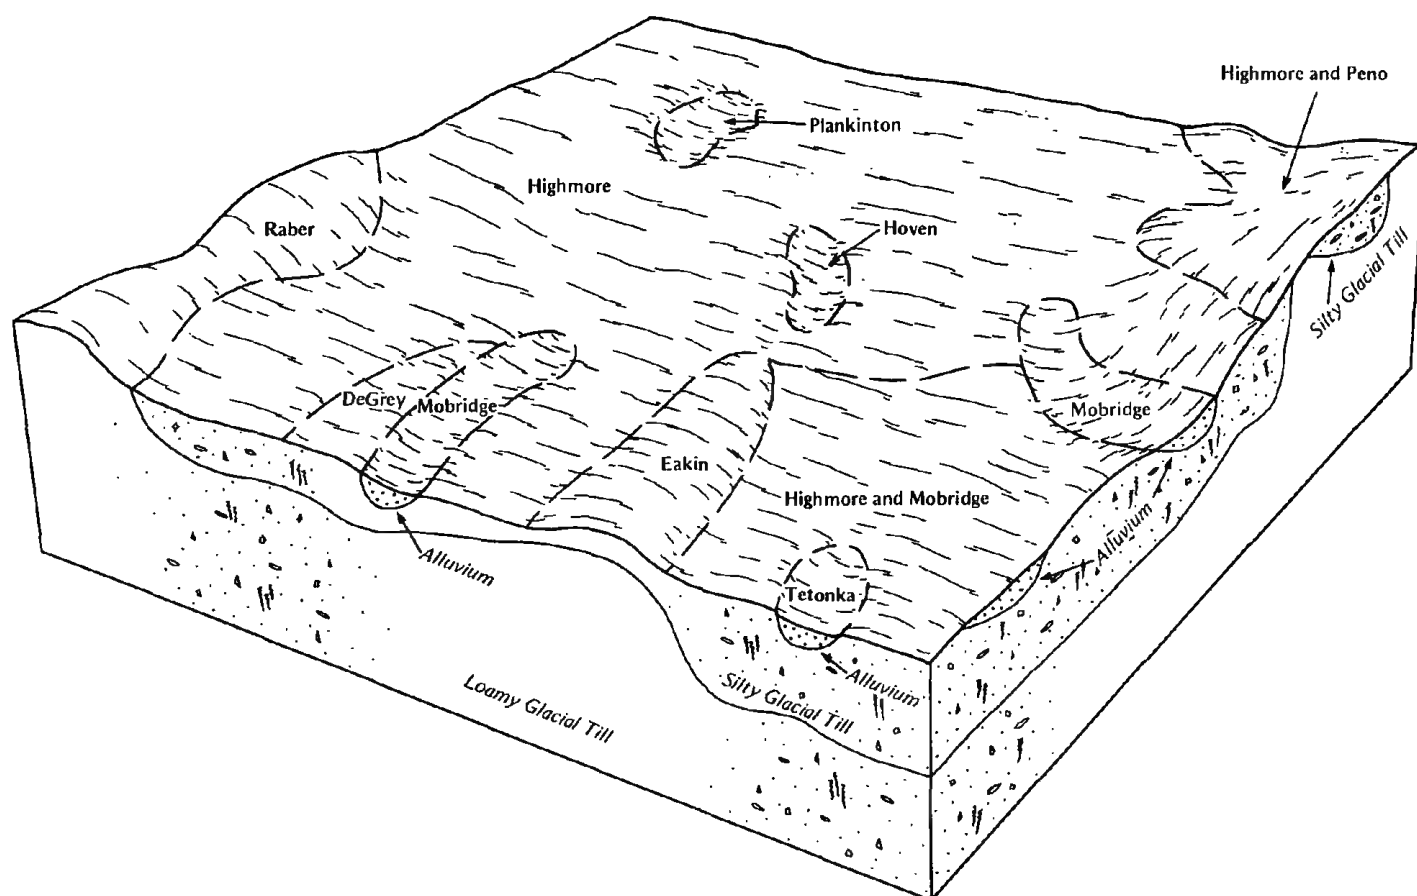 Highmore and Peno
Plankinton
Highmore
Raber
Hoven
Silty Glacial Till
DeGrey
Mobridge
Mobridge
Eakin
Highmore and Mobridge
Alluvium
Alluvium
Tetonka
Alluvium
Silty Glacial Till
Loamy Glacial Till